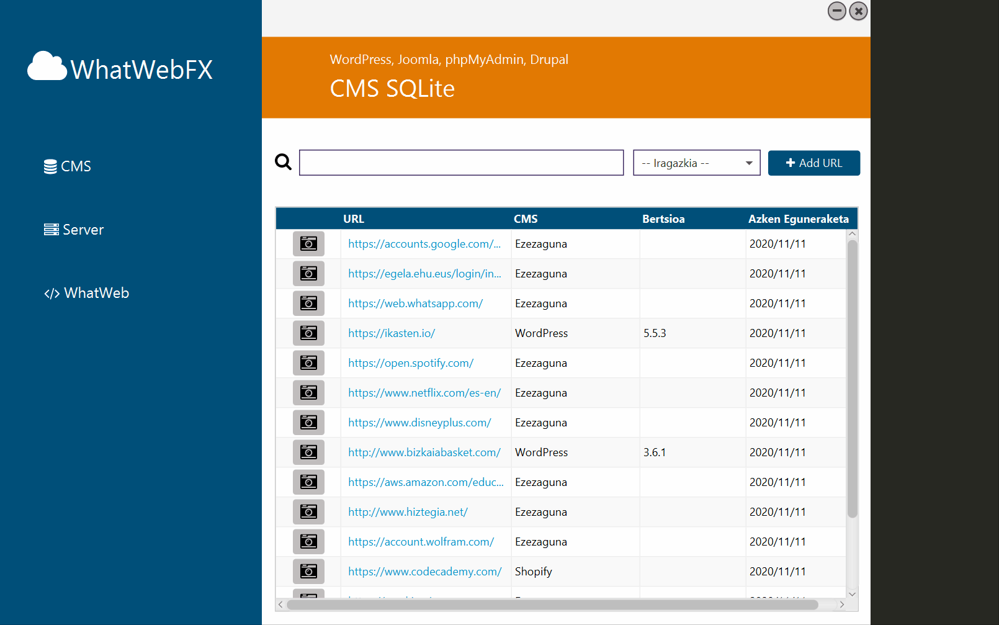 WhatWebFX
CMS
Server
WhatWeb
WordPress, Joomla, phpMyAdmin, Drupal
CMS SQLite
-- Iragazkia --
Add URL
URL CMS Bertsioa Azken Eguneraketa
https://accounts.google.com/... Ezezaguna 2020/11/11
https://egela.ehu.eus/login/in... Ezezaguna 2020/11/11
https://web.whatsapp.com/ Ezezaguna 2020/11/11
https://ikasten.io/ WordPress 5.5.3 2020/11/11
https://open.spotify.com/ Ezezaguna 2020/11/11
https://www.netflix.com/es-en/ Ezezaguna 2020/11/11
https://www.disneyplus.com/ Ezezaguna 2020/11/11
http://www.bizkaiabasket.com/ WordPress 3.6.1 2020/11/11
https://aws.amazon.com/educ... Ezezaguna 2020/11/11
http://www.hiztegia.net/ Ezezaguna 2020/11/11
https://account.wolfram.com/ Ezezaguna 2020/11/11
https://www.codecademy.com/ Shopify 2020/11/11